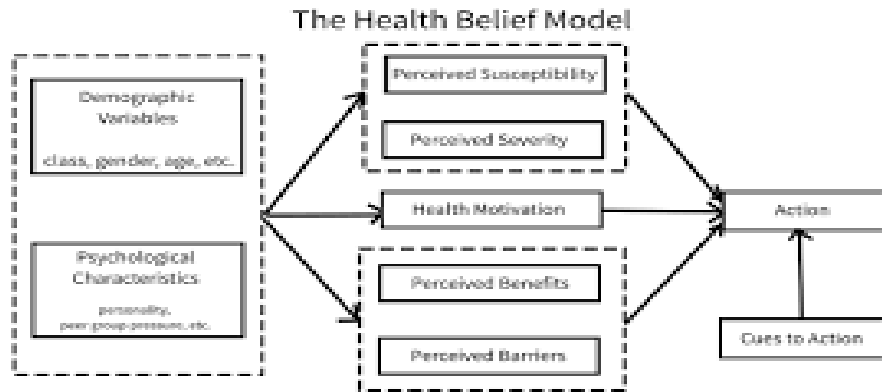 The Health Belief Model
Demographic
Variables
class, gender, age, etc.
Psychological
Characteristics
personality,
peer group pressure, etc.
Perceived Susceptibility
Perceived Severity
Health Motivation
Perceived Benefits
Perceived Barriers
Action
Cues to Action